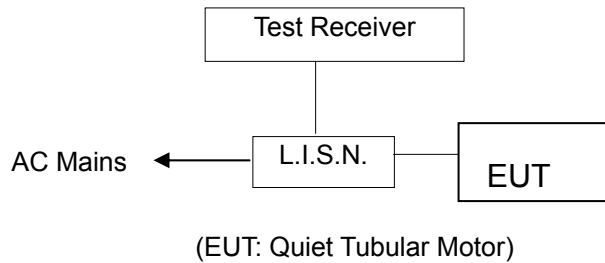 Test Receiver
AC Mains
L.I.S.N.
EUT
(EUT: Quiet Tubular Motor)